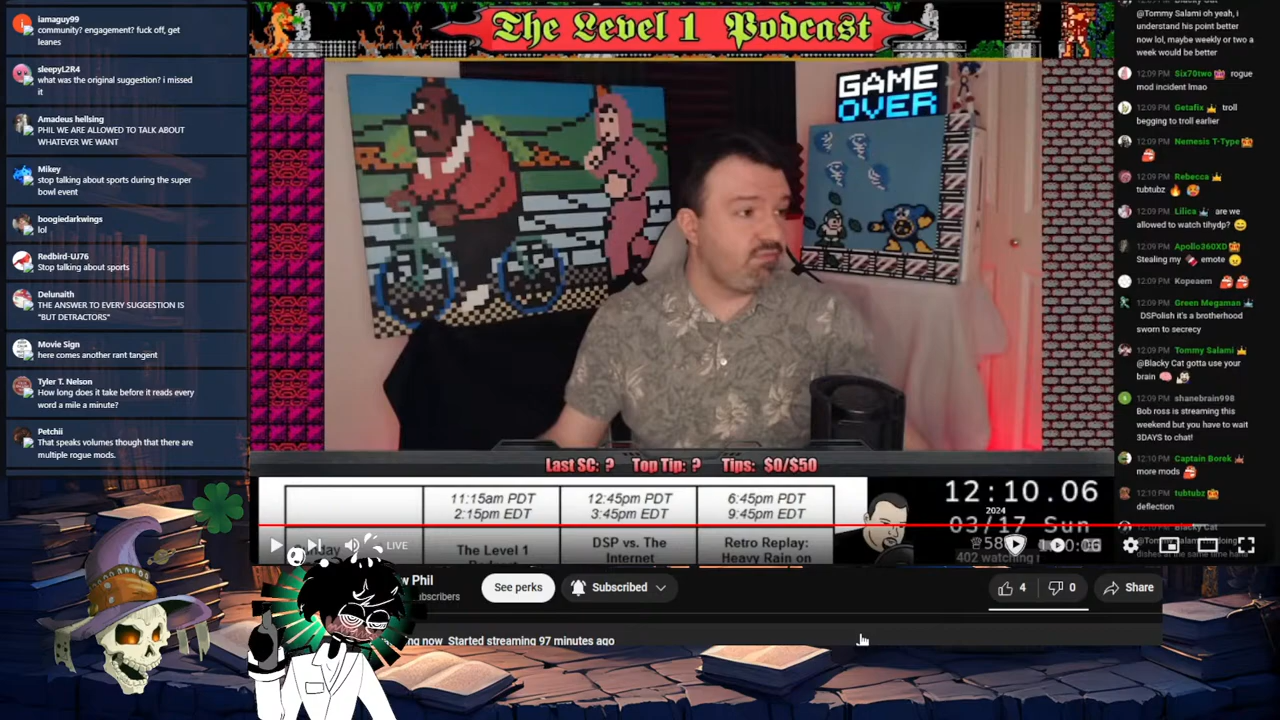 iamaguy99
community? engagement? fuck off, get
leanes
sleepyL2R4
what was the original suggestion? i missed
it
Amadeus hellsing
PHIL WE ARE ALLOWED TO TALK ABOUT
WHATEVER WE WANT
Mikey
stop talking about sports during the super
bowl event
boogiedarkwings
lol
Redbird-UJ76
Stop talking about sports
Delunaith
THE ANSWER TO EVERY SUGGESTION IS
"BUT DETRACTORS"
Movie Sign
here comes another rant tangent
Tyler T. Nelson
How long does it take before it reads every
word a mile a minute?
Petchii
That speaks volumes though that there are
multiple rogue mods.
The Level 1 Podcast
GAME
OVER
Last SC: ? Top Tip: ? Tips: $0/$50
11:15am PDT
2:15pm EDT
12:45pm PDT
3:45pm EDT
6:45pm PDT
9:45pm EDT
The Level 1
DSP vs. The
Internet
Retro Replay:
Heavy Rain on
12:10.06
2024
03/17 Sun
402 watching
LIVE
w Phil
See perks
Subscribed
4
0
Share
Started streaming 97 minutes ago
@Tommy Salami oh yeah, i
understand his point better
now lol, maybe weekly or two a
week would be better
12:09 PM Six70two rogue
mod incident lmao
12:09 PM Getafix troll
begging to troll earlier
12:09 PM Nemesis T-Type
12:09 PM Rebecca
tubtubz
12:09 PM Lilica are we
allowed to watch tihydp?
12:09 PM Apollo360XD
Stealing my emote
12:09 PM Kopeaem
12:09 PM Green Megaman
DSPolish it's a brotherhood
sworn to secrecy
12:09 PM Tommy Salami
@Blacky Cat gotta use your
brain
12:09 PM shanebrain998
Bob ross is streaming this
weekend but you have to wait
3DAYS to chat!
12:10 PM Captain Borek
more mods
12:10 PM tubtubz
deflection